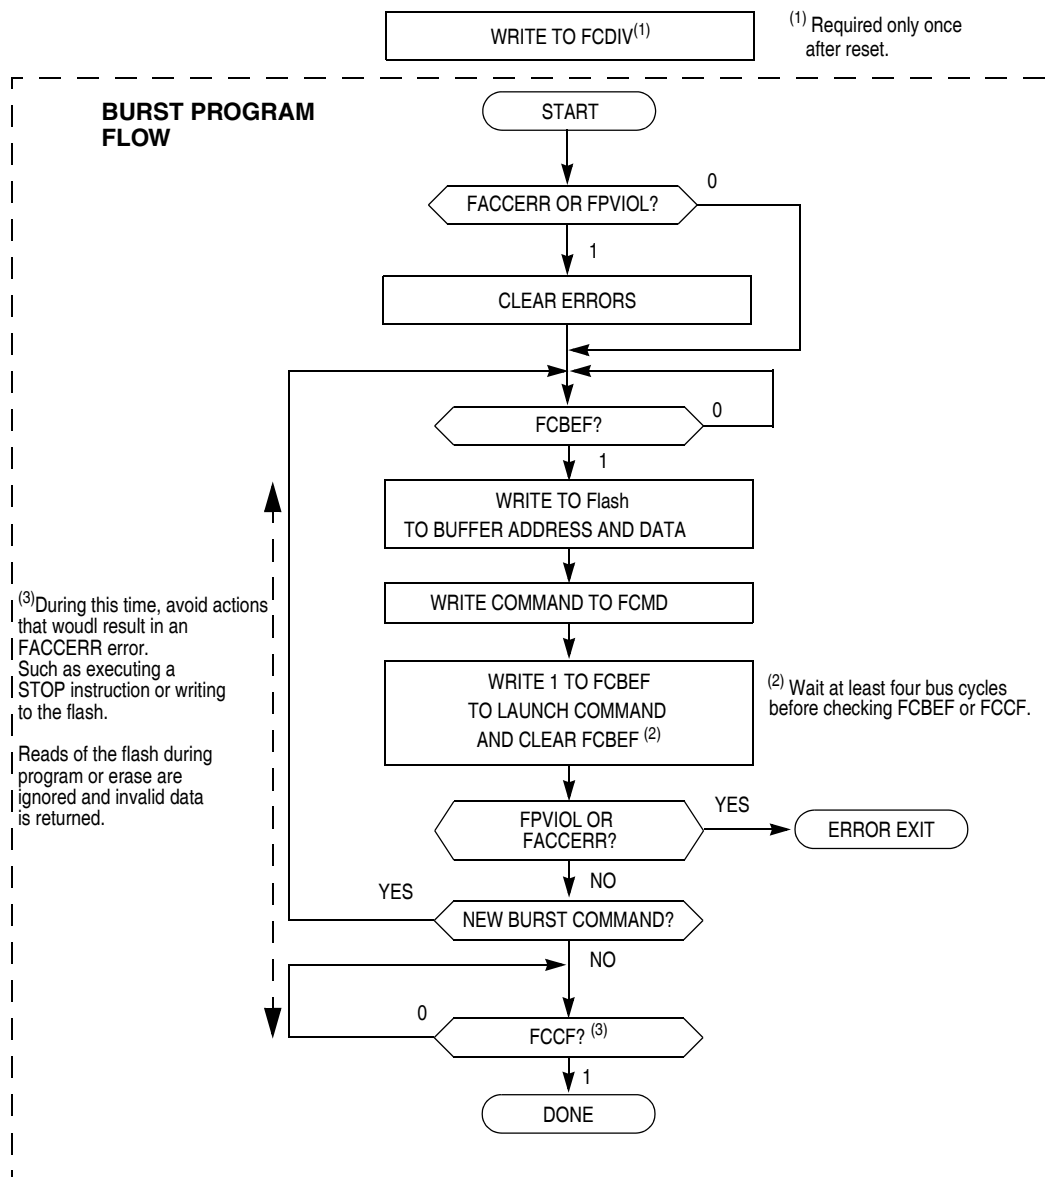 WRITE TO FCDIV(1)
(1) Required only once
after reset.
BURST PROGRAM
FLOW
START
0
FACCERR OR FPVIOL?
1
CLEAR ERRORS
0
FCBEF?
1
WRITE TO Flash
TO BUFFER ADDRESS AND DATA
WRITE COMMAND TO FCMD
(3)During this time, avoid actions
that woudl result in an
FACCERR error.
Such as executing a
STOP instruction or writing
to the flash.
Reads of the flash during
program or erase are
ignored and invalid data
is returned.
WRITE 1 TO FCBEF
TO LAUNCH COMMAND
AND CLEAR FCBEF (2)
(2) Wait at least four bus cycles
before checking FCBEF or FCCF.
FPVIOL OR
FACCERR?
YES
ERROR EXIT
NO
YES
NEW BURST COMMAND?
NO
0
FCCF? (3)
1
DONE